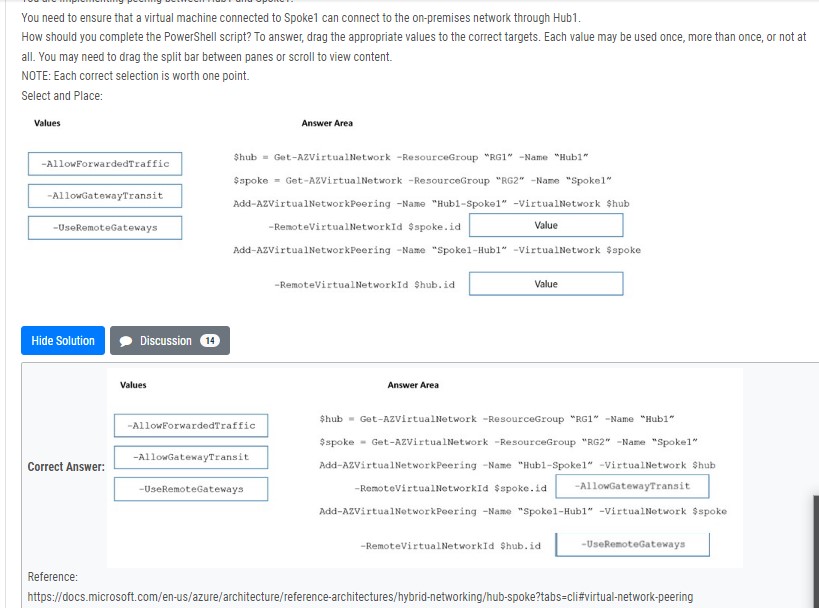 You are implementing peering between Hub1 and Spoke1.
You need to ensure that a virtual machine connected to Spoke1 can connect to the on-premises network through Hub1.
How should you complete the PowerShell script? To answer, drag the appropriate values to the correct targets. Each value may be used once, more than once, or not at
all. You may need to drag the split bar between panes or scroll to view content.
NOTE: Each correct selection is worth one point.
Select and Place:
Values
Answer Area
-AllowForwardedTraffic
-AllowGatewayTransit
-UseRemoteGateways
$hub = Get-AZVirtualNetwork -ResourceGroup "RG1" -Name "Hub1"
$spoke = Get-AZVirtualNetwork -ResourceGroup "RG2" -Name "Spoke1"
Add-AZVirtualNetworkPeering -Name "Hub1-Spoke1" -VirtualNetwork $hub
-RemoteVirtualNetworkId $spoke.id Value
Add-AZVirtualNetworkPeering -Name "Spoke1-Hub1" -VirtualNetwork $spoke
-RemoteVirtualNetworkId $hub.id Value
Hide Solution Discussion 14
Correct Answer:
Values
Answer Area
-AllowForwardedTraffic
-AllowGatewayTransit
-UseRemoteGateways
$hub = Get-AZVirtualNetwork -ResourceGroup "RG1" -Name "Hub1"
$spoke = Get-AZVirtualNetwork -ResourceGroup "RG2" -Name "Spoke1"
Add-AZVirtualNetworkPeering -Name "Hub1-Spoke1" -VirtualNetwork $hub
-RemoteVirtualNetworkId $spoke.id -AllowGatewayTransit
Add-AZVirtualNetworkPeering -Name "Spoke1-Hub1" -VirtualNetwork $spoke
-RemoteVirtualNetworkId $hub.id -UseRemoteGateways
Reference:
https://docs.microsoft.com/en-us/azure/architecture/reference-architectures/hybrid-networking/hub-spoke?tabs=cli#virtual-network-peering